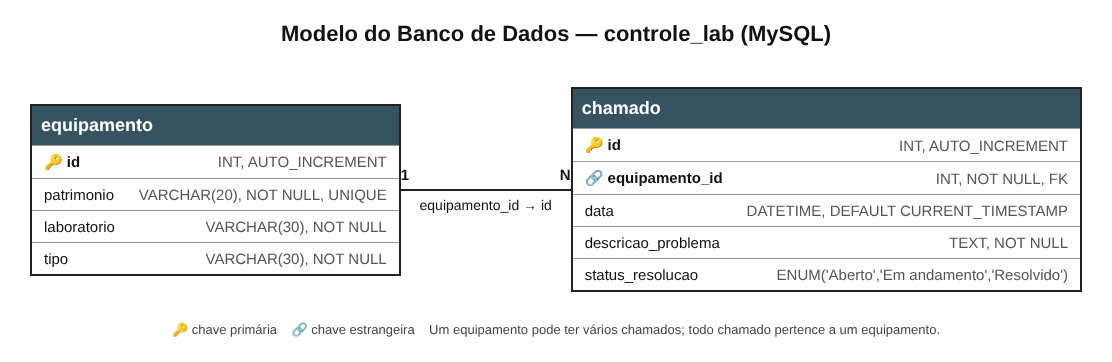 Modelo do Banco de Dados — controle_lab (MySQL)
equipamento
🔑 id INT, AUTO_INCREMENT
patrimonio VARCHAR(20), NOT NULL, UNIQUE
laboratorio VARCHAR(30), NOT NULL
tipo VARCHAR(30), NOT NULL
1 N
equipamento_id → id
chamado
🔑 id INT, AUTO_INCREMENT
🔗 equipamento_id INT, NOT NULL, FK
data DATETIME, DEFAULT CURRENT_TIMESTAMP
descricao_problema TEXT, NOT NULL
status_resolucao ENUM('Aberto','Em andamento','Resolvido')
🔑 chave primária 🔗 chave estrangeira Um equipamento pode ter vários chamados; todo chamado pertence a um equipamento.